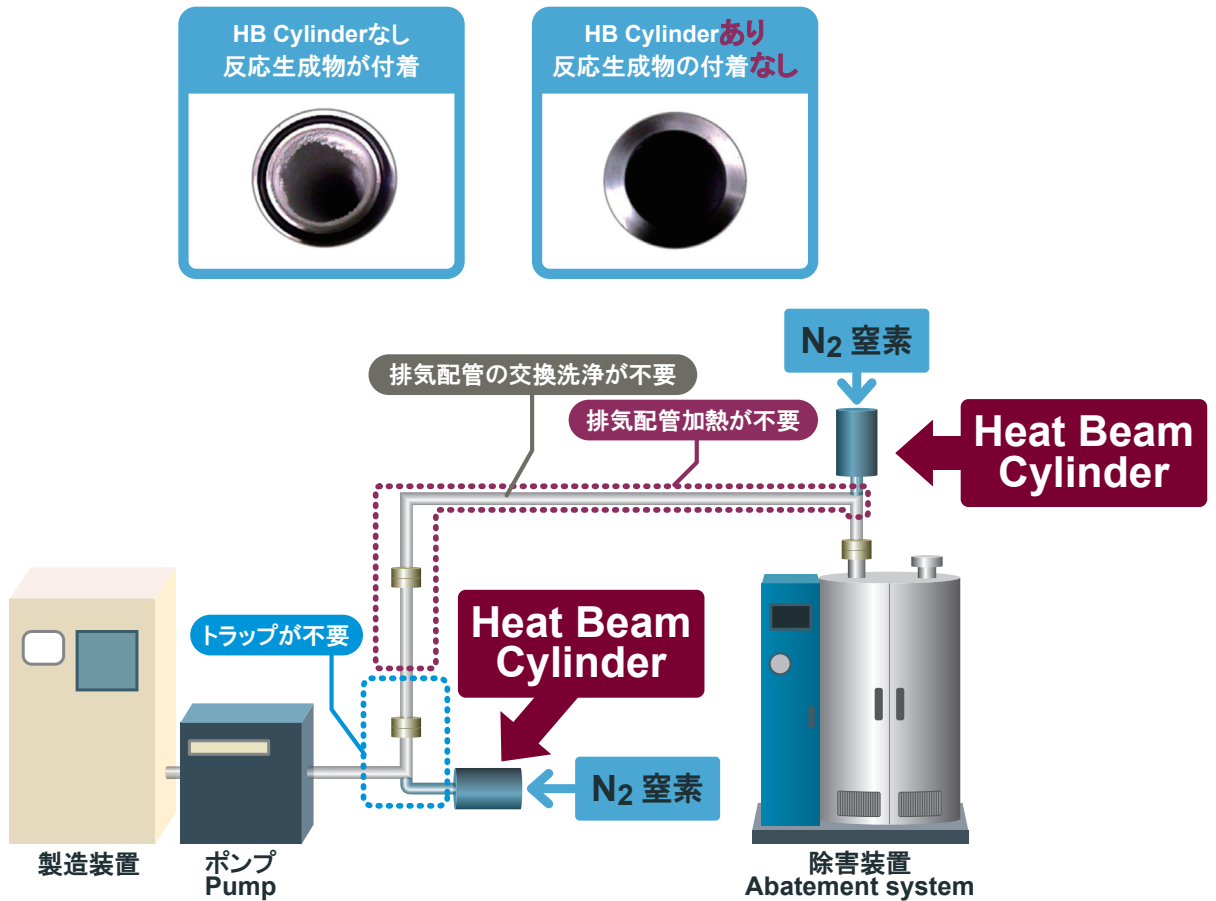 HB Cylinderなし
反応生成物が付着
HB Cylinderあり
反応生成物の付着なし
N2 窒素
排気配管の交換洗浄が不要
排気配管加熱が不要
Heat Beam
Cylinder
Heat Beam
Cylinder
トラップが不要
N2 窒素
製造装置
ポンプ
Pump
除害装置
Abatement system